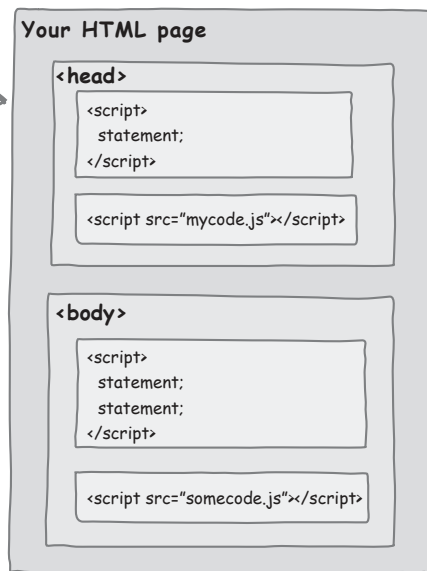 Your HTML page
<head>
<script>
statement;
</script>
<script src="mycode.js"></script>
<body>
<script>
statement;
statement;
</script>
<script src="somecode.js"></script>